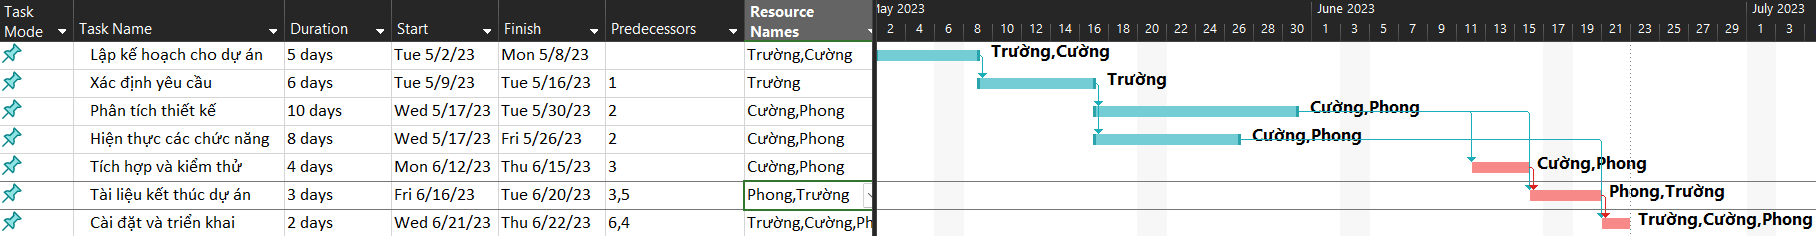 Task Mode Task Name Duration Start Finish Predecessors Resource Names
Lập kế hoạch cho dự án 5 days Tue 5/2/23 Mon 5/8/23 Trường,Cường
Xác định yêu cầu 6 days Tue 5/9/23 Tue 5/16/23 1 Trường
Phân tích thiết kế 10 days Wed 5/17/23 Tue 5/30/23 2 Cường,Phong
Hiện thực các chức năng 8 days Wed 5/17/23 Fri 5/26/23 2 Cường,Phong
Tích hợp và kiểm thử 4 days Mon 6/12/23 Thu 6/15/23 3 Cường,Phong
Tài liệu kết thúc dự án 3 days Fri 6/16/23 Tue 6/20/23 3,5 Phong,Trường
Cài đặt và triển khai 2 days Wed 6/21/23 Thu 6/22/23 6,4 Trường,Cường,Ph
May 2023 June 2023 July 2023
2 4 6 8 10 12 14 16 18 20 22 24 26 28 30 1 3 5 7 9 11 13 15 17 19 21 23 25 27 29 1 3
Trường,Cường
Trường
Cường,Phong
Cường,Phong
Cường,Phong
Phong,Trường
Trường,Cường,Phong